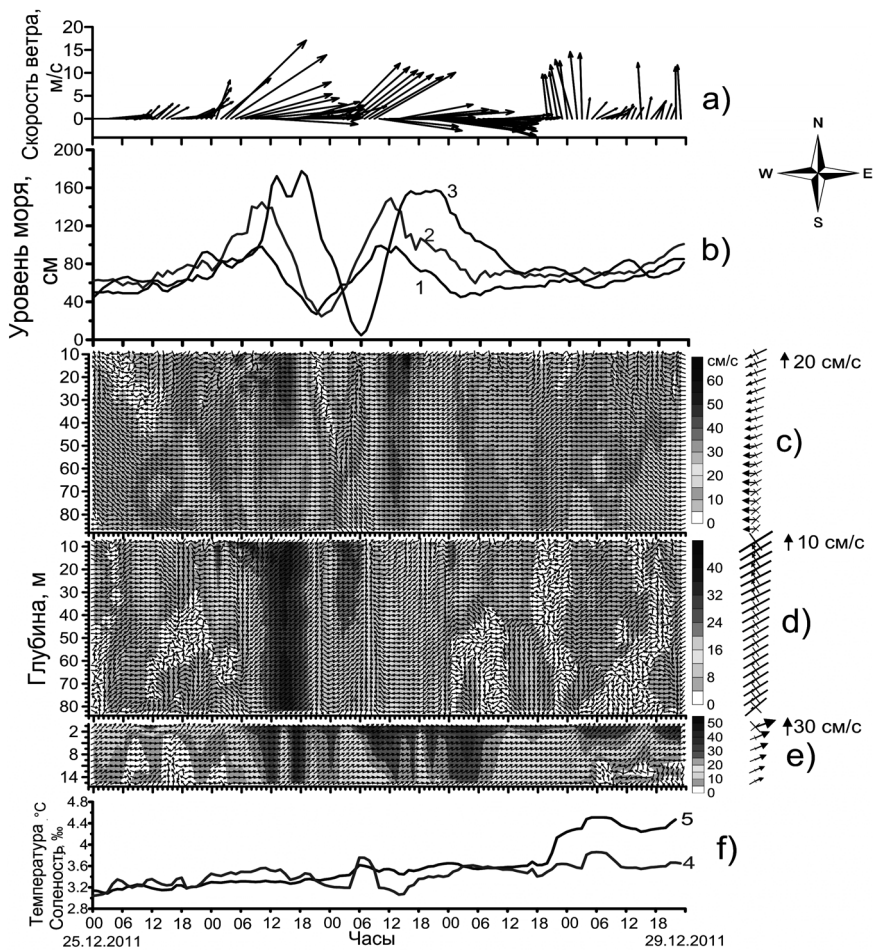 Скорость ветра,
м/с
20
15
10
5
0
a)
N
W
E
S
Уровень моря,
см
200
160
120
80
40
0
1
2
3
b)
10
20
30
40
50
60
70
80
см/с
60
50
40
30
20
10
0
20 см/с
c)
Глубина, м
10
20
30
40
50
60
70
80
40
32
24
16
8
0
10 см/с
d)
2
8
14
50
40
30
20
10
0
30 см/с
e)
Температура °C
Соленость ‰
4.8
4.4
4
3.6
3.2
2.8
5
4
f)
00 06 12 18 00 06 12 18 00 06 12 18 00 06 12 18 00 06 12 18
25.12.2011 Часы 29.12.2011